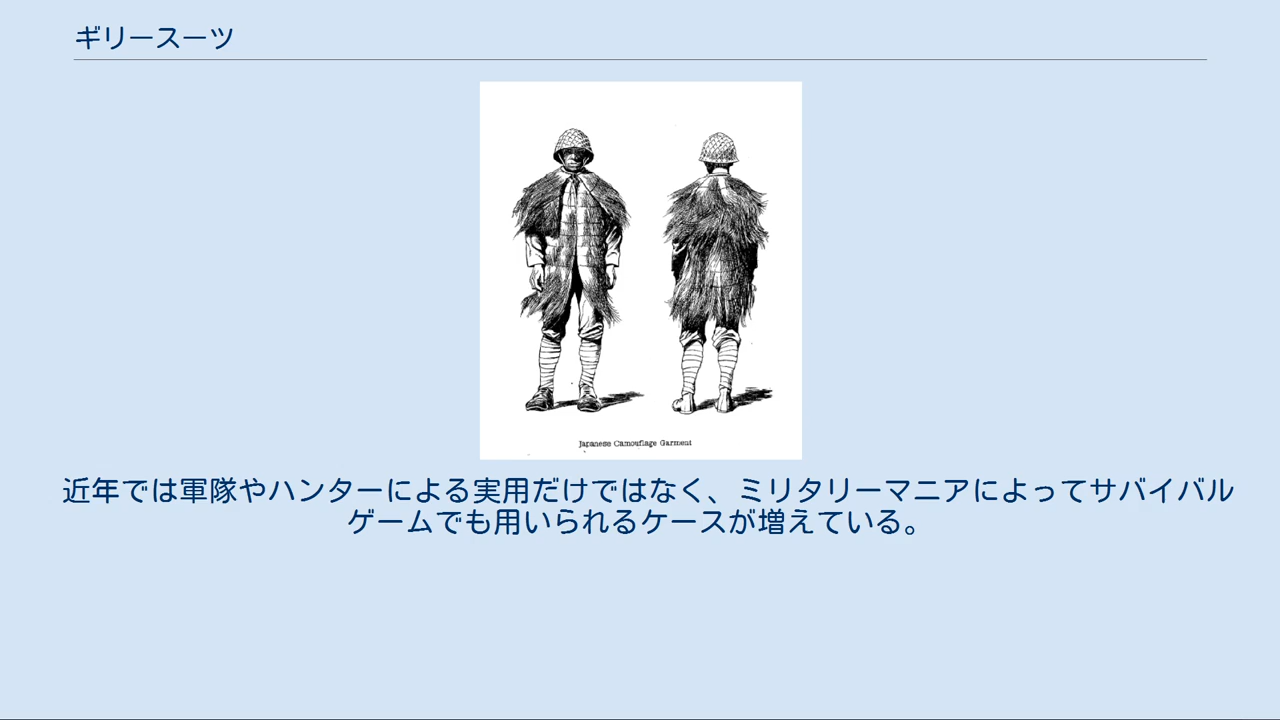 ギリースーツ
Japanese Camouflage Garment
近年では軍隊やハンターによる実用だけではなく、ミリタリーマニアによってサバイバル
ゲームでも用いられるケースが増えている。